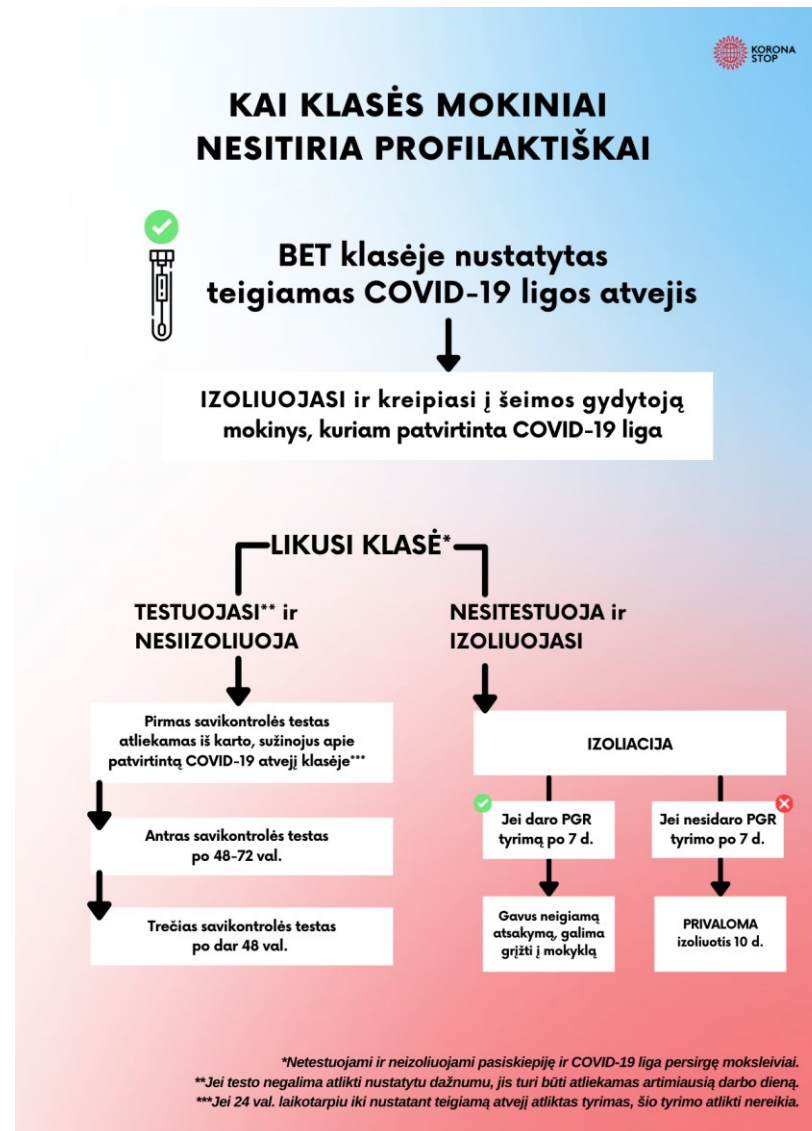 KORONA
STOP
KAI KLASĖS MOKINIAI
NESITIRIA PROFILAKTIŠKAI
BET klasėje nustatytas
teigiamas COVID-19 ligos atvejis
IZOLIUOJASI ir kreipiasi į šeimos gydytoją
mokinys, kuriam patvirtinta COVID-19 liga
LIKUSI KLASĖ*
TESTUOJASI** ir
NESIIZOLIUOJA
Pirmas savikontrolės testas
atliekamas iš karto, sužinojus apie
patvirtintą COVID-19 atvejį klasėje***
Antras savikontrolės testas
po 48-72 val.
Trečias savikontrolės testas
po dar 48 val.
NESITESTUOJA ir
IZOLIUOJASI
IZOLIACIJA
Jei daro PGR
tyrimą po 7 d.
Gavus neigiamą
atsakymą, galima
grįžti į mokyklą
Jei nesidaro PGR
tyrimo po 7 d.
PRIVALOMA
izoliuotis 10 d.
*Netestuojami ir neizoliuojami pasiskiepiję ir COVID-19 liga persirgę moksleiviai.
**Jei testo negalima atlikti nustatytu dažnumu, jis turi būti atliekamas artimiausią darbo dieną.
***Jei 24 val. laikotarpiu iki nustatant teigiamą atvejį atliktas tyrimas, šio tyrimo atlikti nereikia.